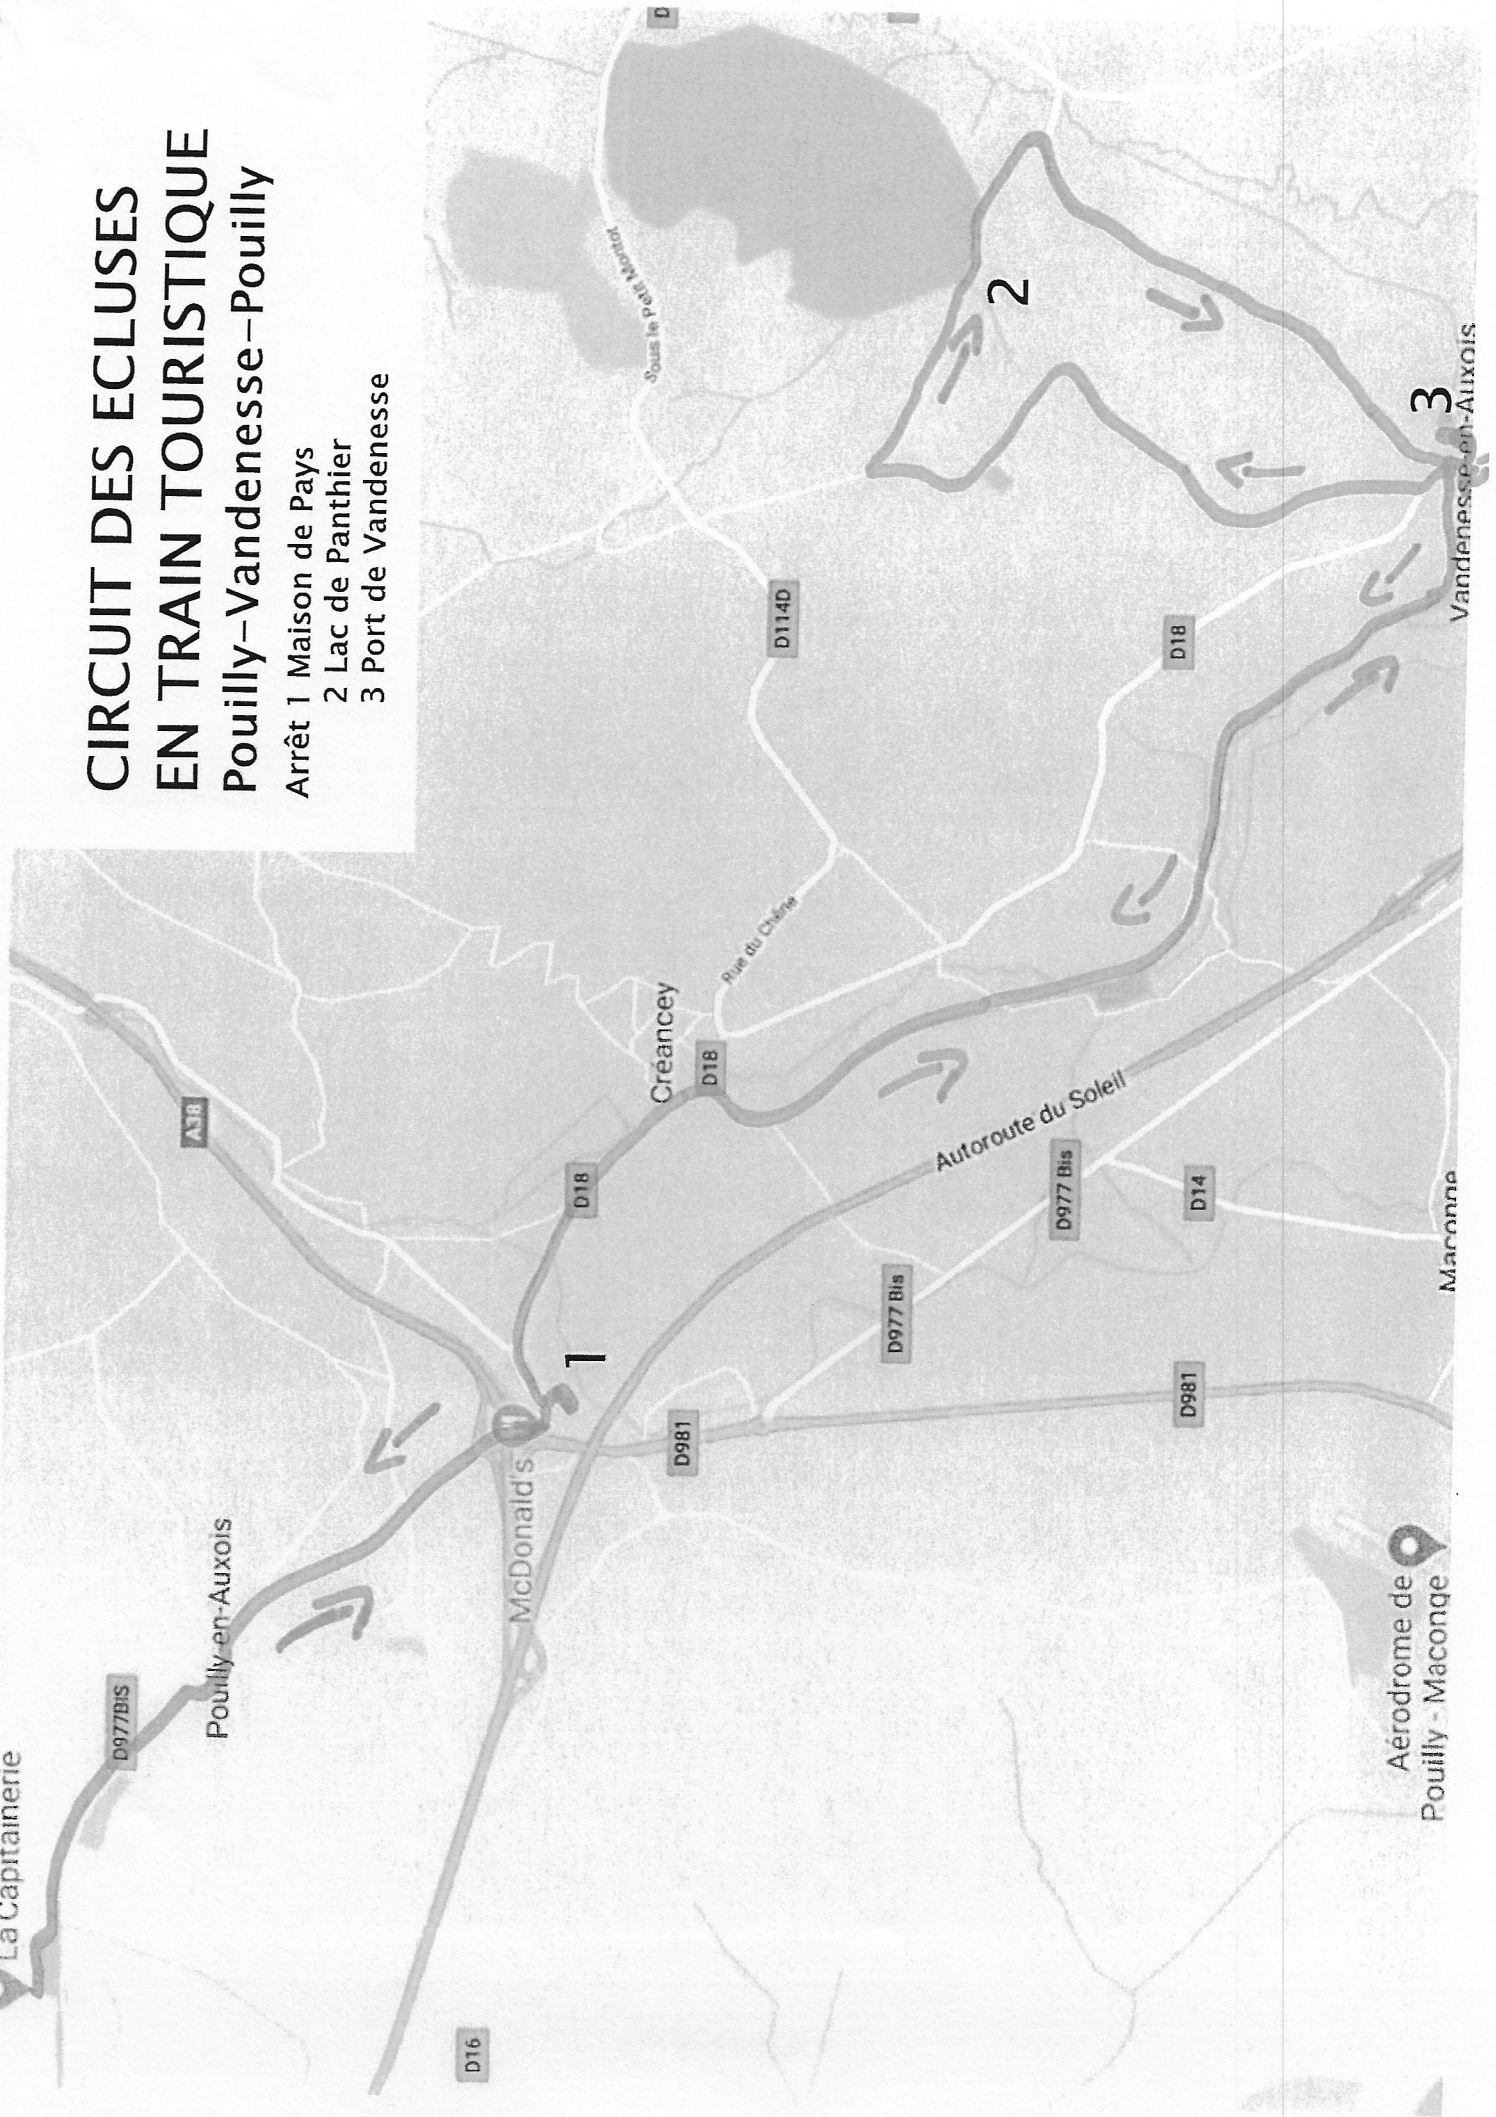 CIRCUIT DES ECLUSES
EN TRAIN TOURISTIQUE
Pouilly–Vandenesse–Pouilly
Arrêt 1 Maison de Pays
2 Lac de Panthier
3 Port de Vandenesse
La Capitainerie
D977BIS
Pouilly-en-Auxois
A38
McDonald's
1
D18
Créancey
D18
Rue du Chêne
D114D
Sous le Petit Montot
D
2
D18
3
Vandenesse-en-Auxois
Autoroute du Soleil
D977 Bis
D977 Bis
D14
D981
D981
Maconge
Aérodrome de
Pouilly - Maconge
D16